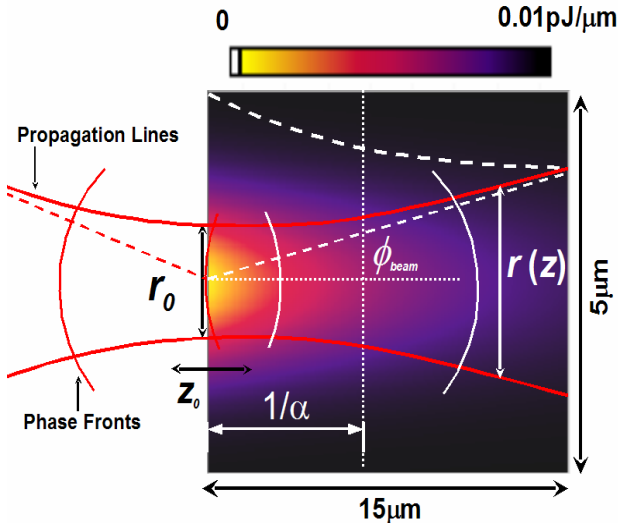 0
0.01pJ/μm
Propagation Lines
ϕbeam
r0
r (z)
5μm
z0
1/α
Phase Fronts
15μm